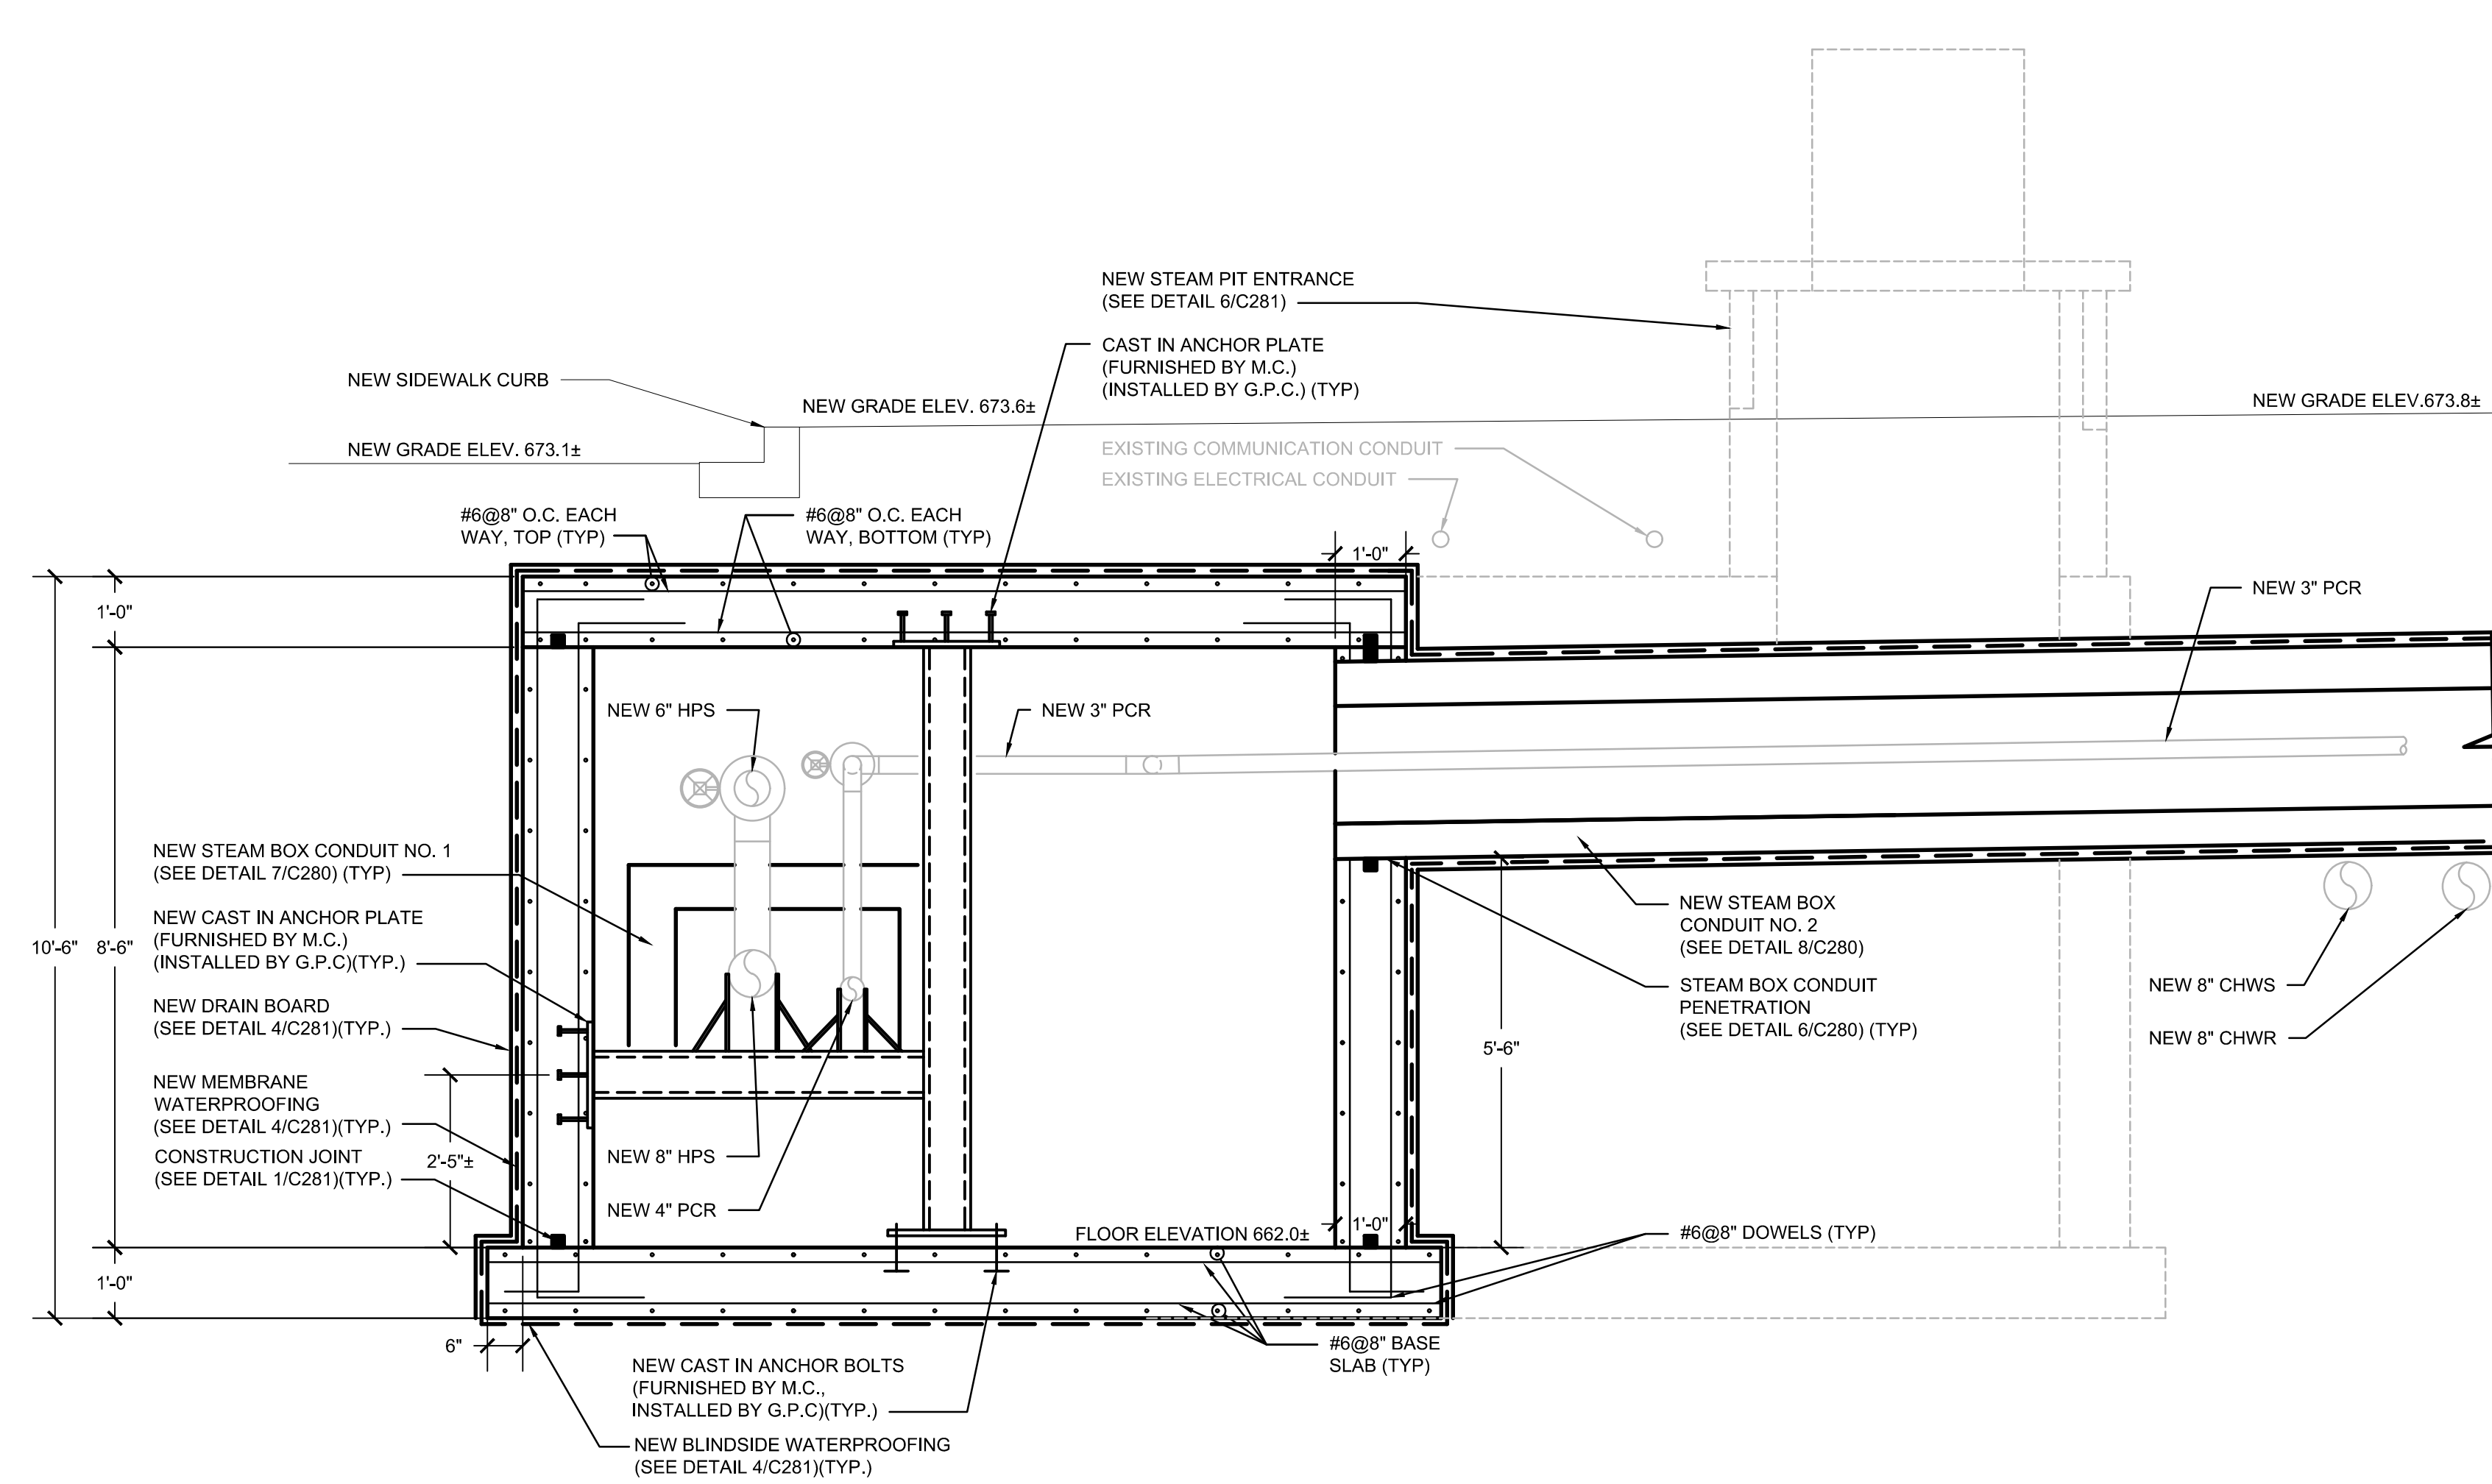 NEW STEAM PIT ENTRANCE
(SEE DETAIL 6/C281)
CAST IN ANCHOR PLATE
(FURNISHED BY M.C.)
(INSTALLED BY G.P.C.) (TYP)
NEW SIDEWALK CURB
NEW GRADE ELEV. 673.6±
NEW GRADE ELEV.673.8±
NEW GRADE ELEV. 673.1±
EXISTING COMMUNICATION CONDUIT
EXISTING ELECTRICAL CONDUIT
#6@8" O.C. EACH
WAY, TOP (TYP)
#6@8" O.C. EACH
WAY, BOTTOM (TYP)
1'-0"
1'-0"
NEW 3" PCR
NEW 6" HPS
NEW 3" PCR
NEW STEAM BOX CONDUIT NO. 1
(SEE DETAIL 7/C280) (TYP)
NEW CAST IN ANCHOR PLATE
(FURNISHED BY M.C.)
(INSTALLED BY G.P.C)(TYP.)
10'-6"
8'-6"
NEW DRAIN BOARD
(SEE DETAIL 4/C281)(TYP.)
NEW MEMBRANE
WATERPROOFING
(SEE DETAIL 4/C281)(TYP.)
CONSTRUCTION JOINT
(SEE DETAIL 1/C281)(TYP.)
2'-5"±
NEW STEAM BOX
CONDUIT NO. 2
(SEE DETAIL 8/C280)
STEAM BOX CONDUIT
PENETRATION
(SEE DETAIL 6/C280) (TYP)
5'-6"
NEW 8" CHWS
NEW 8" CHWR
NEW 8" HPS
NEW 4" PCR
FLOOR ELEVATION 662.0±
1'-0"
#6@8" DOWELS (TYP)
1'-0"
6"
#6@8" BASE
SLAB (TYP)
NEW CAST IN ANCHOR BOLTS
(FURNISHED BY M.C.,
INSTALLED BY G.P.C)(TYP.)
NEW BLINDSIDE WATERPROOFING
(SEE DETAIL 4/C281)(TYP.)